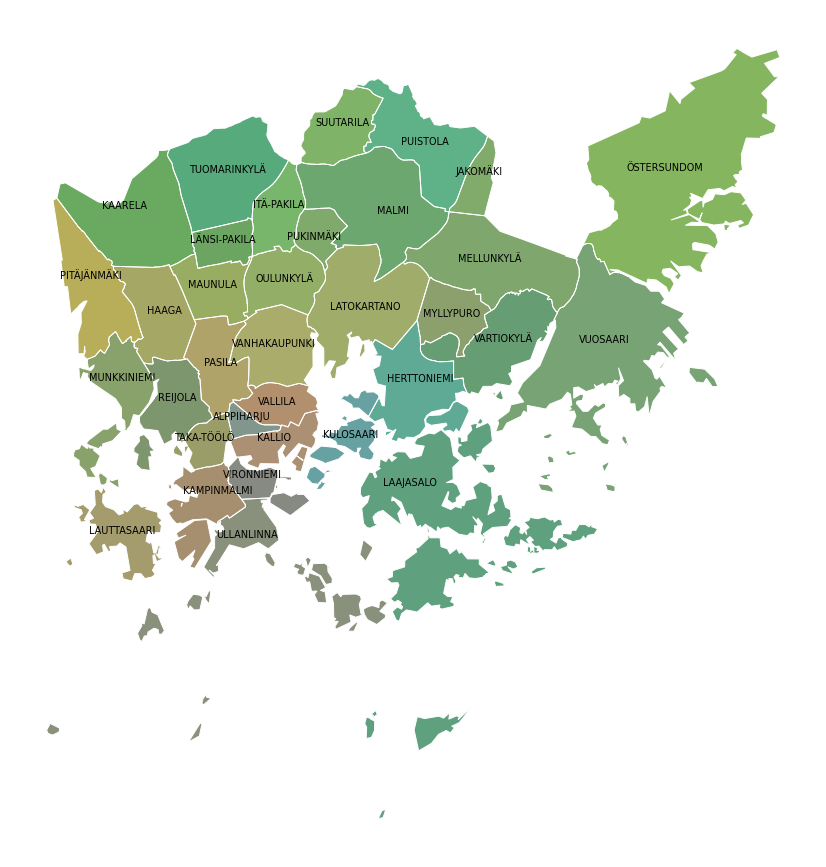 SUUTARILA
PUISTOLA
ÖSTERSUNDOM
TUOMARINKYLÄ
JAKOMÄKI
KAARELA
ITÄ-PAKILA
MALMI
LÄNSI-PAKILA
PUKINMÄKI
MELLUNKYLÄ
PITÄJÄNMÄKI
MAUNULA
OULUNKYLÄ
HAAGA
LATOKARTANO
MYLLYPURO
VANHAKAUPUNKI
VARTIOKYLÄ
VUOSAARI
PASILA
MUNKKINIEMI
HERTTONIEMI
REIJOLA
VALLILA
ALPPIHARJU
TAKA-TÖÖLÖ
KALLIO
KULOSAARI
VIRONNIEMI
LAAJASALO
KAMPINMALMI
LAUTTASAARI
ULLANLINNA